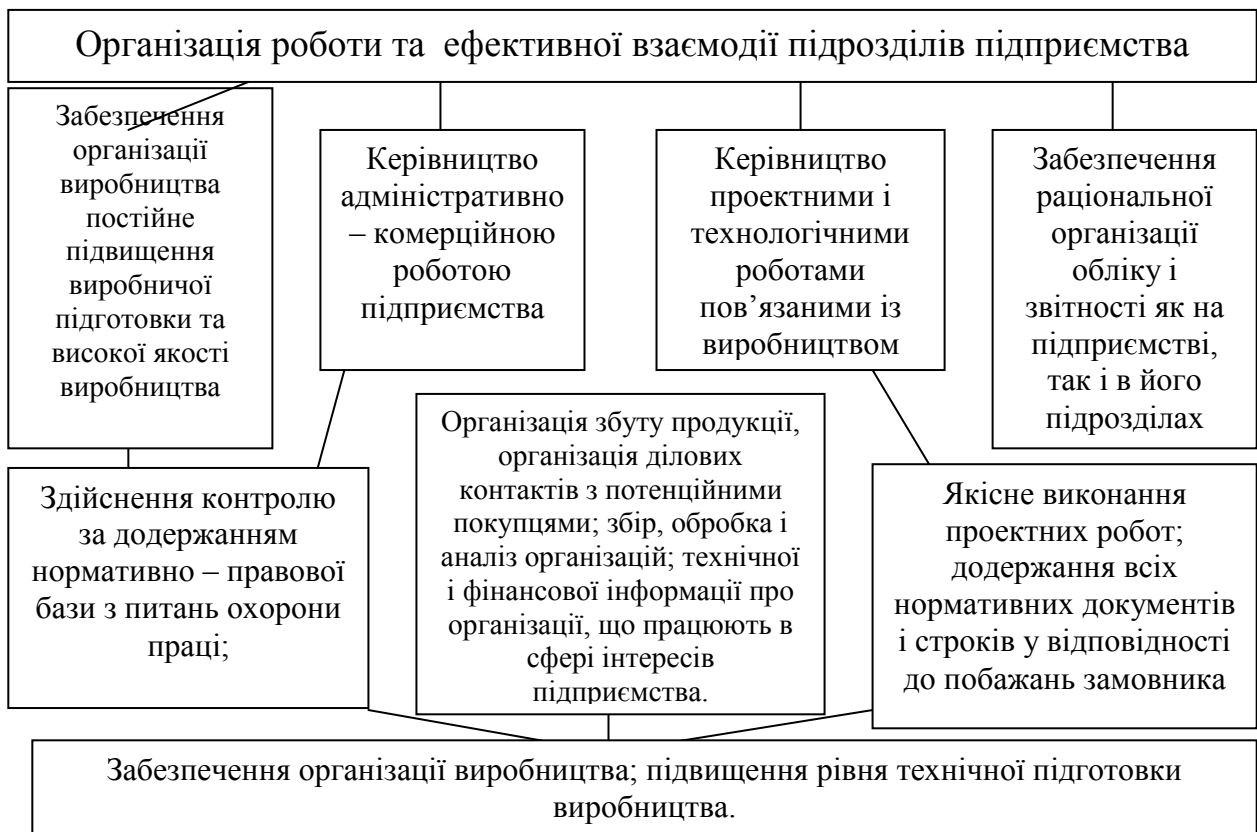 Організація роботи та ефективної взаємодії підрозділів підприємства
Забезпечення
організації
виробництва
постійне
підвищення
виробничої
підготовки та
високої якості
виробництва
Керівництво
адміністративно
– комерційною
роботою
підприємства
Керівництво
проектними і
технологічними
роботами
пов’язаними із
виробництвом
Забезпечення
раціональної
організації
обліку і
звітності як на
підприємстві,
так і в його
підрозділах
Здійснення контролю
за додержанням
нормативно – правової
бази з питань охорони
праці;
Організація збуту продукції,
організація ділових
контактів з потенційними
покупцями; збір, обробка і
аналіз організацій; технічної
і фінансової інформації про
організації, що працюють в
сфері інтересів
підприємства.
Якісне виконання
проектних робот;
додержання всіх
нормативних документів
і строків у відповідності
до побажань замовника
Забезпечення організації виробництва; підвищення рівня технічної підготовки
виробництва.